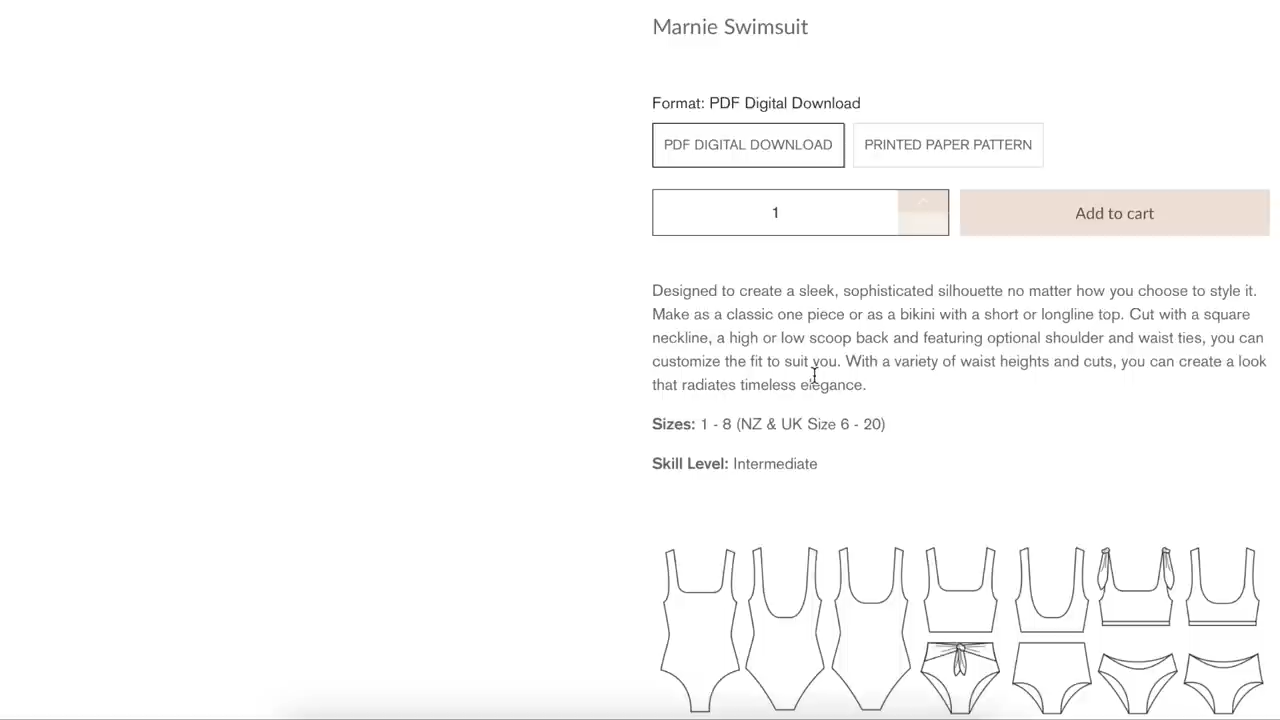 Marnie Swimsuit
Format: PDF Digital Download
PDF DIGITAL DOWNLOAD
PRINTED PAPER PATTERN
1
Add to cart
Designed to create a sleek, sophisticated silhouette no matter how you choose to style it.
Make as a classic one piece or as a bikini with a short or longline top. Cut with a square
neckline, a high or low scoop back and featuring optional shoulder and waist ties, you can
customize the fit to suit you. With a variety of waist heights and cuts, you can create a look
that radiates timeless elegance.
Sizes: 1 - 8 (NZ & UK Size 6 - 20)
Skill Level: Intermediate